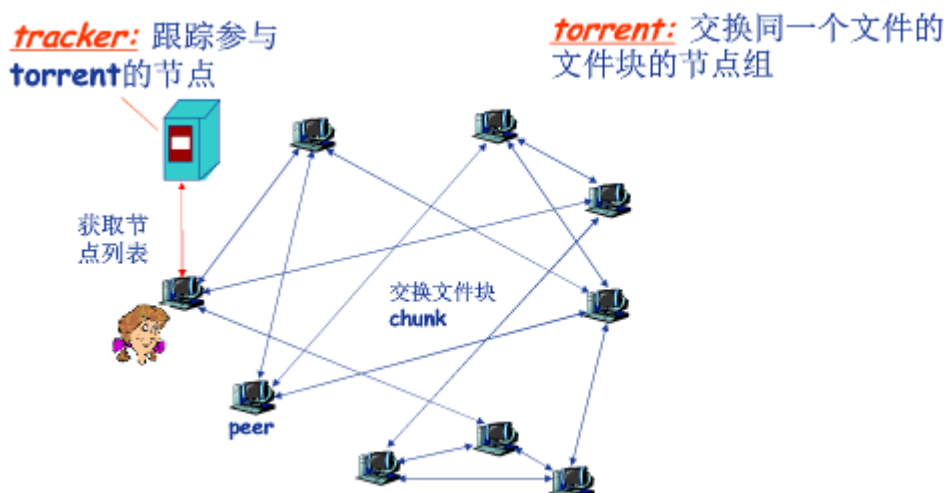 tracker: 跟踪参与
torrent的节点
torrent: 交换同一个文件的
文件块的节点组
获取节
点列表
交换文件块
chunk
peer